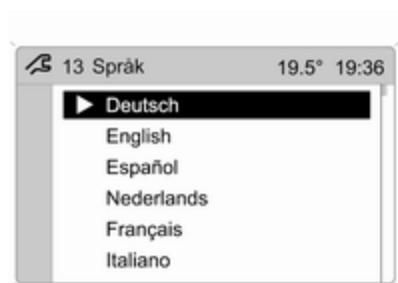 13 Språk 19.5° 19:36
Deutsch
English
Español
Nederlands
Français
Italiano